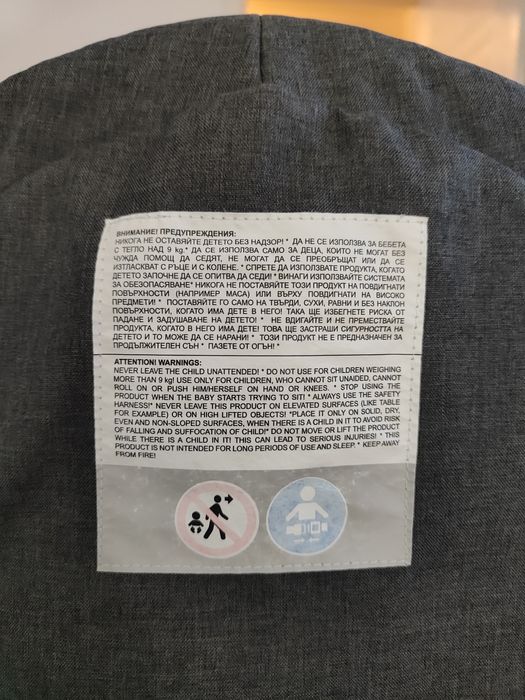 ВНИМАНИЕ! ПРЕДУПРЕЖДЕНИЯ:
НИКОГА НЕ ОСТАВЯЙТЕ ДЕТЕТО БЕЗ НАДЗОР! * ДА НЕ СЕ ИЗПОЛЗВА ЗА БЕБЕТА
С ТЕГЛО НАД 9 kg.* ДА СЕ ИЗПОЛЗВА САМО ЗА ДЕЦА, КОИТО НЕ МОГАТ БЕЗ
ЧУЖДА ПОМОЩ ДА СЕДЯТ, НЕ МОГАТ ДА СЕ ПРЕОБРЪЩАТ ИЛИ ДА СЕ
ИЗТЛАСКВАТ С РЪЦЕ И С КОЛЕНЕ. * СПРЕТЕ ДА ИЗПОЛЗВАТЕ ПРОДУКТА, КОГАТО
ДЕТЕТО ЗАПОЧНЕ ДА СЕ ОПИТВА ДА СЕДИ! * ВИНАГИ ИЗПОЛЗВАЙТЕ СИСТЕМАТА
ЗА ОБЕЗОПАСЯВАНЕ* НИКОГА НЕ ПОСТАВЯЙТЕ ТОЗИ ПРОДУКТ НА ПОВДИГНАТИ
ПОВЪРХНОСТИ (НАПРИМЕР МАСА) ИЛИ ВЪРХУ ПОВДИГНАТИ НА ВИСОКО
ПРЕДМЕТИ! * ПОСТАВЯЙТЕ ГО САМО НА ТВЪРДИ, СУХИ, РАВНИ И БЕЗ НАКЛОН
ПОВЪРХНОСТИ, КОГАТО ИМА ДЕТЕ В НЕГО! ТАКА ЩЕ ИЗБЕГНЕТЕ РИСКА ОТ
ПАДАНЕ И ЗАДУШАВАНЕ НА ДЕТЕТО! * НЕ ВДИГАЙТЕ И НЕ ПРЕМЕСТВАЙТЕ
ПРОДУКТА, КОГАТО В НЕГО ИМА ДЕТЕ! ТОВА ЩЕ ЗАСТРАШИ СИГУРНОСТТА НА
ДЕТЕТО И ТО МОЖЕ ДА СЕ НАРАНИ! * ТОЗИ ПРОДУКТ НЕ Е ПРЕДНАЗНАЧЕН ЗА
ПРОДЪЛЖИТЕЛЕН СЪН * ПАЗЕТЕ ОТ ОГЪН! *
ATTENTION! WARNINGS:
NEVER LEAVE THE CHILD UNATTENDED! * DO NOT USE FOR CHILDREN WEIGHING
MORE THAN 9 kg! USE ONLY FOR CHILDREN, WHO CANNOT SIT UNAIDED, CANNOT
ROLL ON OR PUSH HIM/HERSELF ON HAND OR KNEES. * STOP USING THE
PRODUCT WHEN THE BABY STARTS TRYING TO SIT! * ALWAYS USE THE SAFETY
HARNESS!* NEVER LEAVE THIS PRODUCT ON ELEVATED SURFACES (LIKE TABLE
FOR EXAMPLE) OR ON HIGH LIFTED OBJECTS! *PLACE IT ONLY ON SOLID, DRY,
EVEN AND NON-SLOPED SURFACES, WHEN THERE IS A CHILD IN IT TO AVOID RISK
OF FALLING AND SUFFOCATION OF CHILD!* DO NOT MOVE OR LIFT THE PRODUCT
WHILE THERE IS A CHILD IN IT! THIS CAN LEAD TO SERIOUS INJURIES! * THIS
PRODUCT IS NOT INTENDED FOR LONG PERIODS OF USE AND SLEEP. * KEEP AWAY
FROM FIRE!